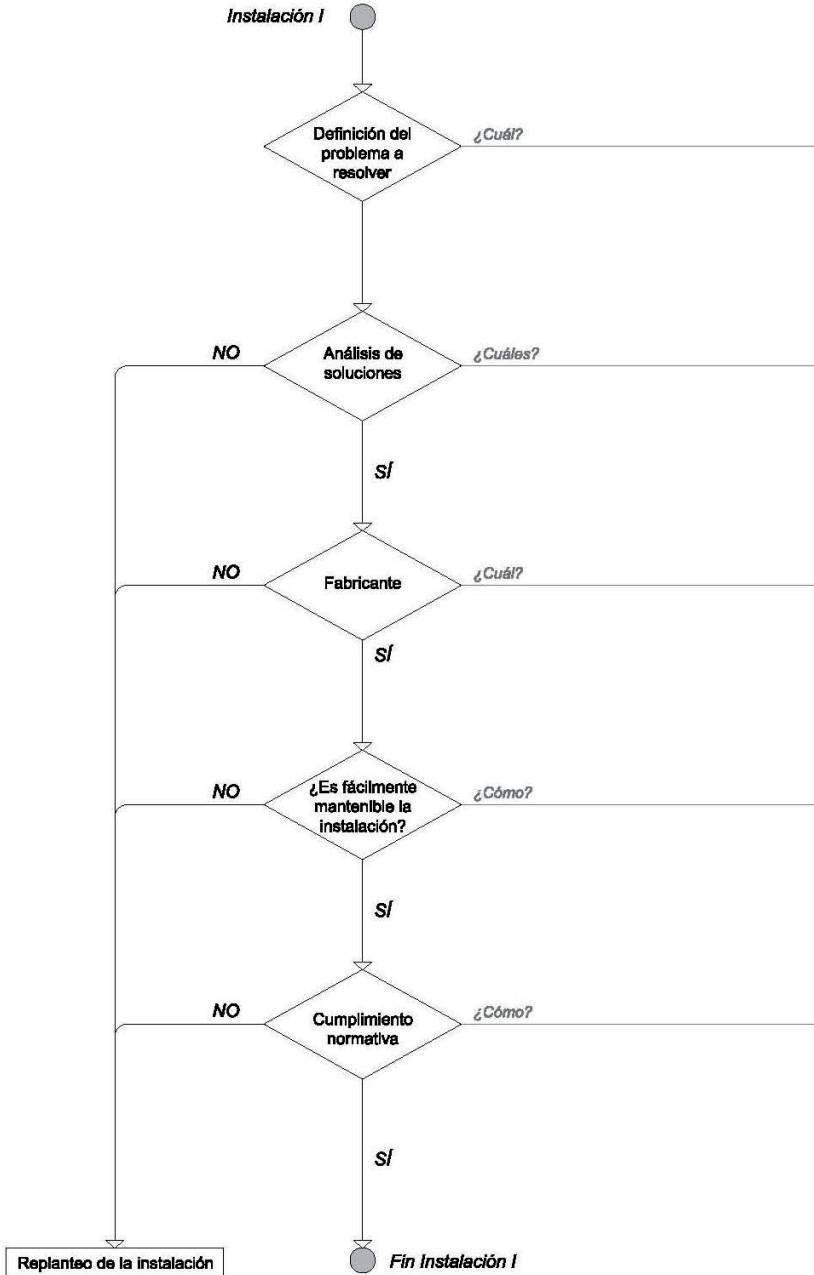 Instalación I
Definición del
problema a
resolver
¿Cuál?
NO
Análisis de
soluciones
¿Cuáles?
SÍ
NO
Fabricante
¿Cuál?
SÍ
NO
¿Es fácilmente
mantenible la
instalación?
¿Cómo?
SÍ
NO
Cumplimiento
normativa
¿Cómo?
SÍ
Replanteo de la instalación
Fin Instalación I